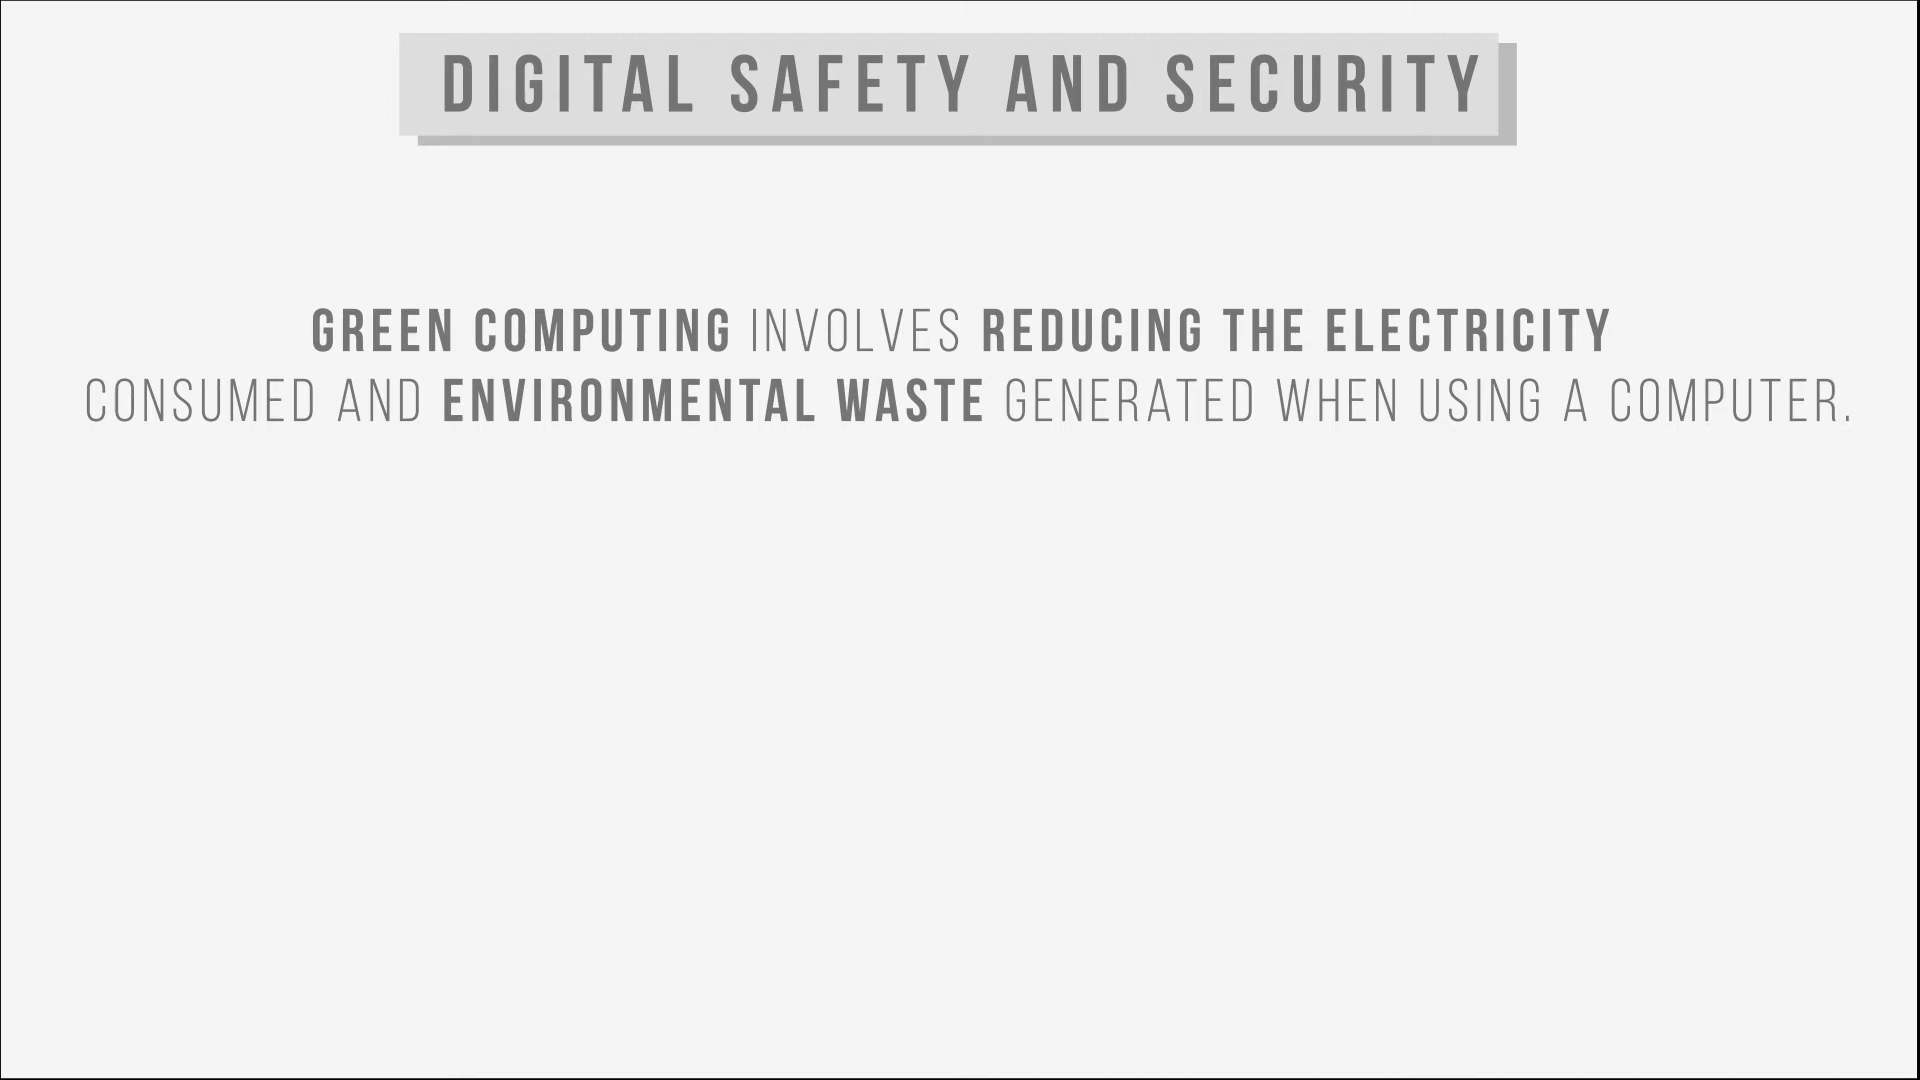 DIGITAL SAFETY AND SECURITY
GREEN COMPUTING INVOLVES REDUCING THE ELECTRICITY
CONSUMED AND ENVIRONMENTAL WASTE GENERATED WHEN USING A COMPUTER.